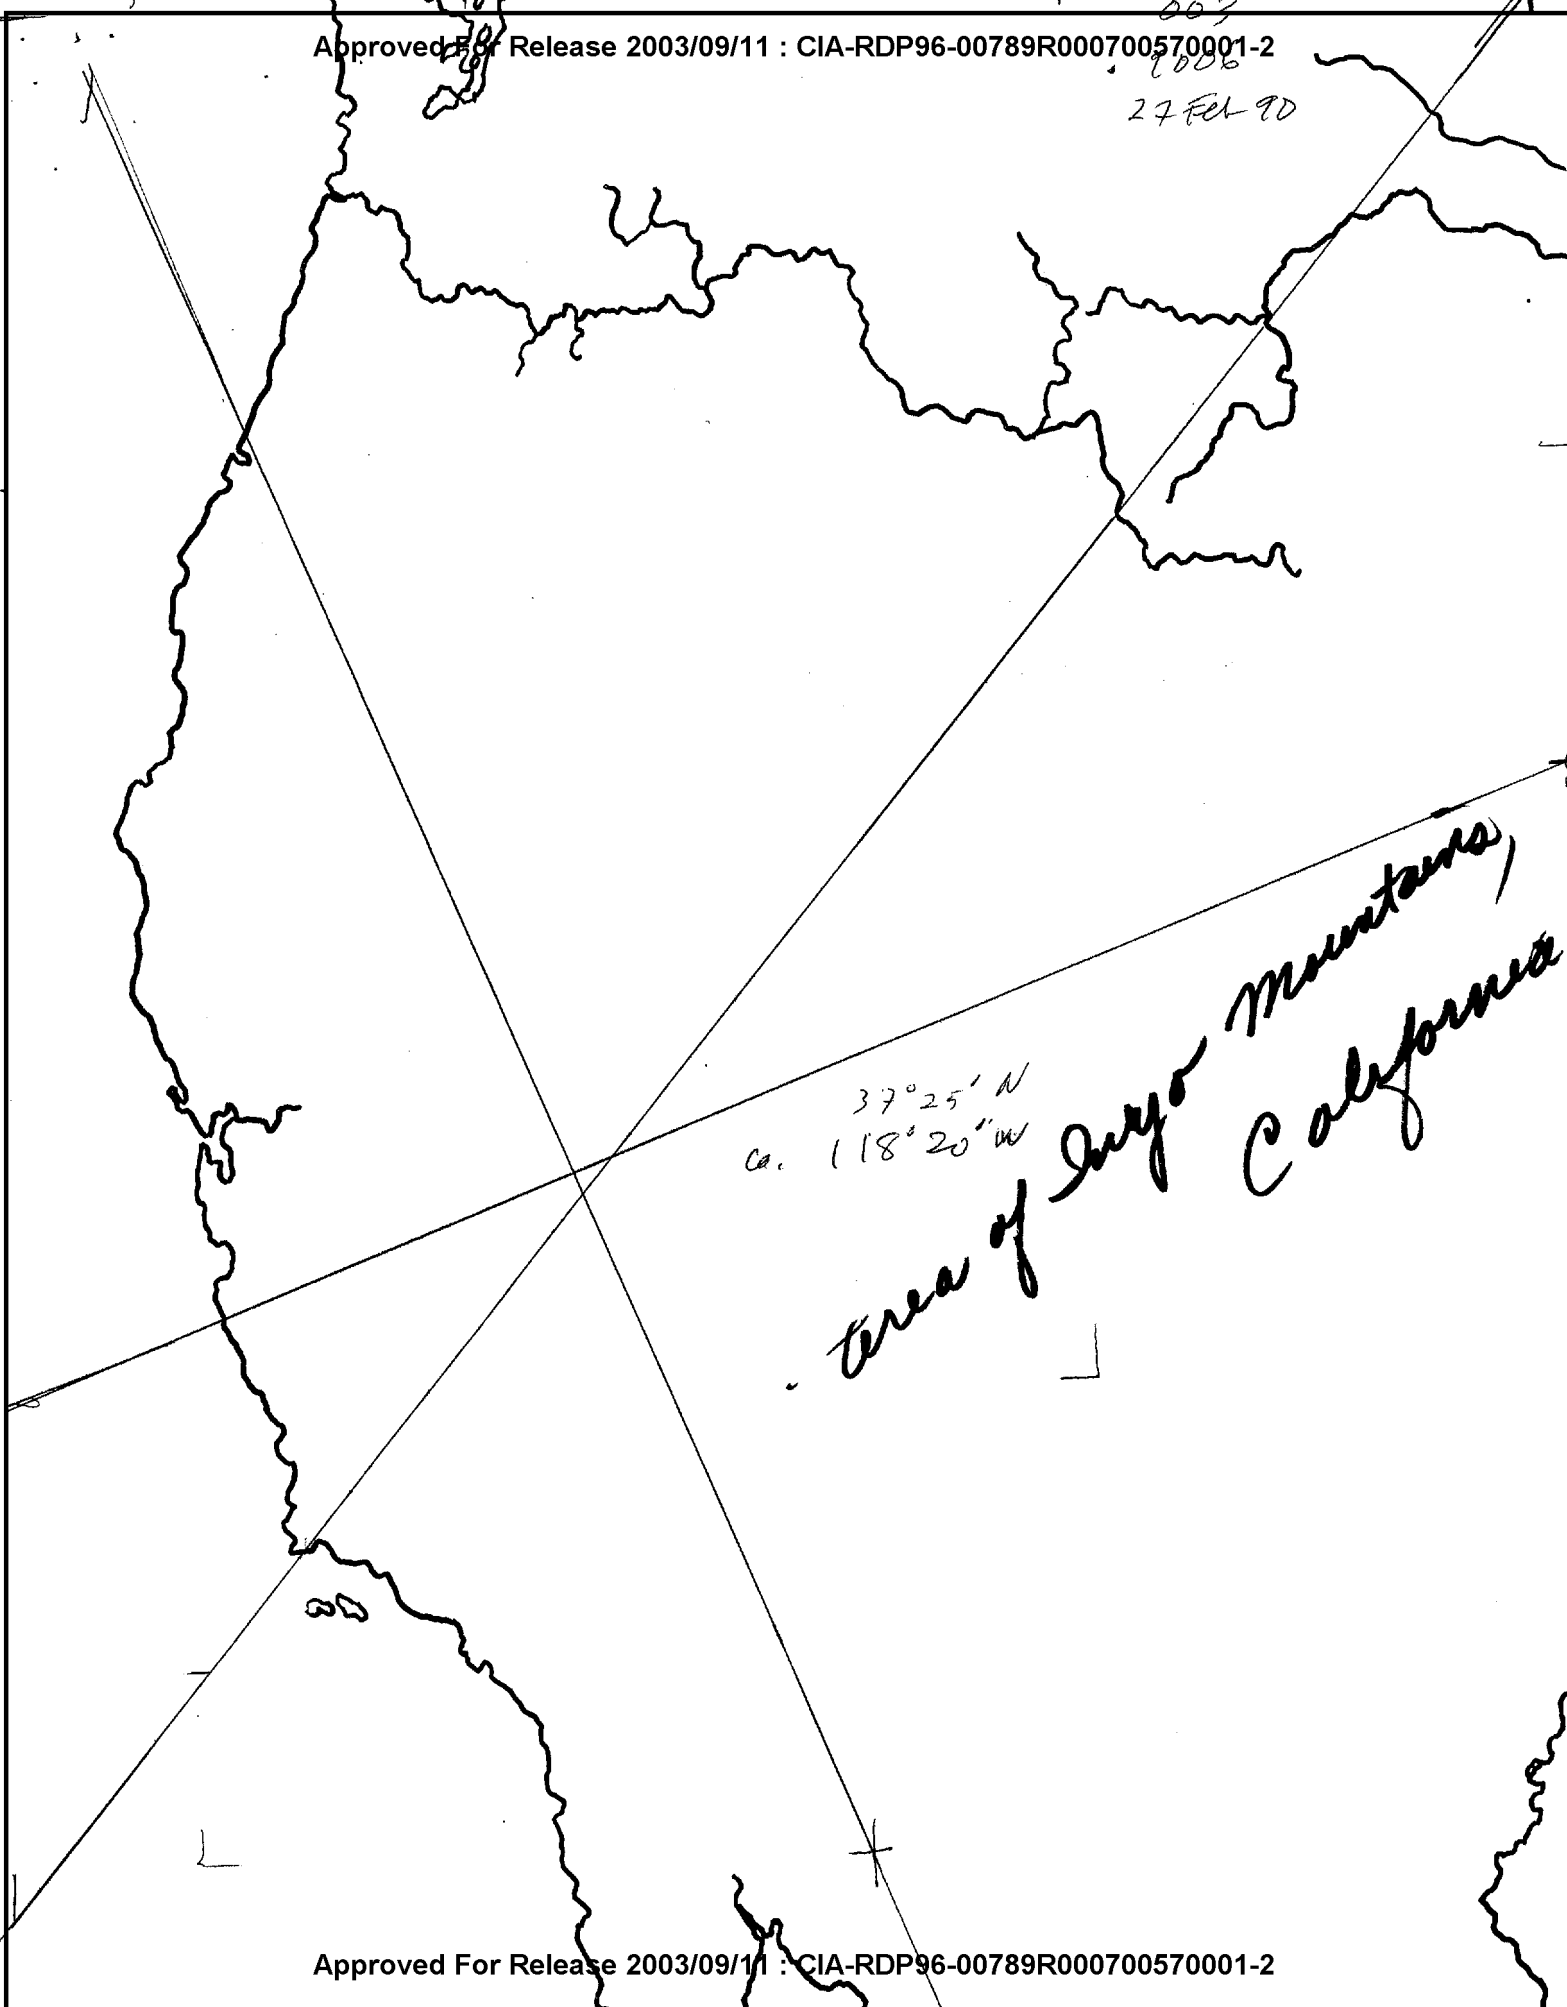 003
Approved For Release 2003/09/11 : CIA-RDP96-00789R000700570001-2
27 Feb 90
37°25' N
ca. 118°20' W
Area of Inyo Mountains,
California
Approved For Release 2003/09/11 : CIA-RDP96-00789R000700570001-2